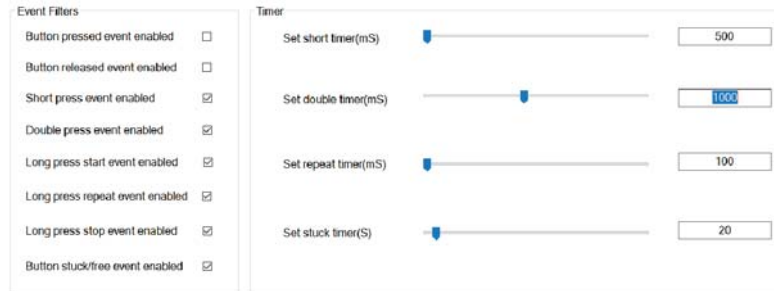 Event Filters
Button pressed event enabled
Button released event enabled
Short press event enabled
Double press event enabled
Long press start event enabled
Long press repeat event enabled
Long press stop event enabled
Button stuck/free event enabled
Timer
Set short timer(mS) 500
Set double timer(mS) 1000
Set repeat timer(mS) 100
Set stuck timer(S) 20